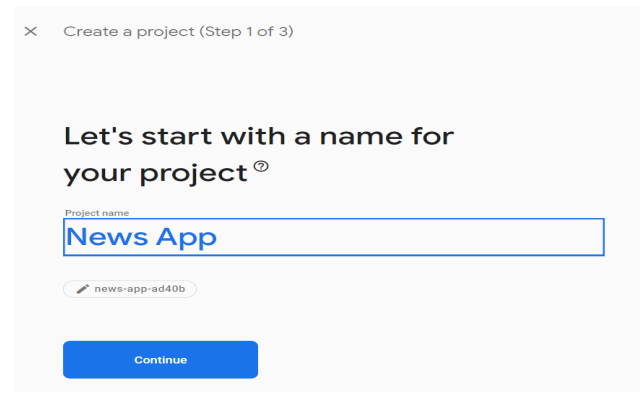 Create a project (Step 1 of 3)
Let's start with a name for
your project
Project name
News App
news-app-ad40b
Continue